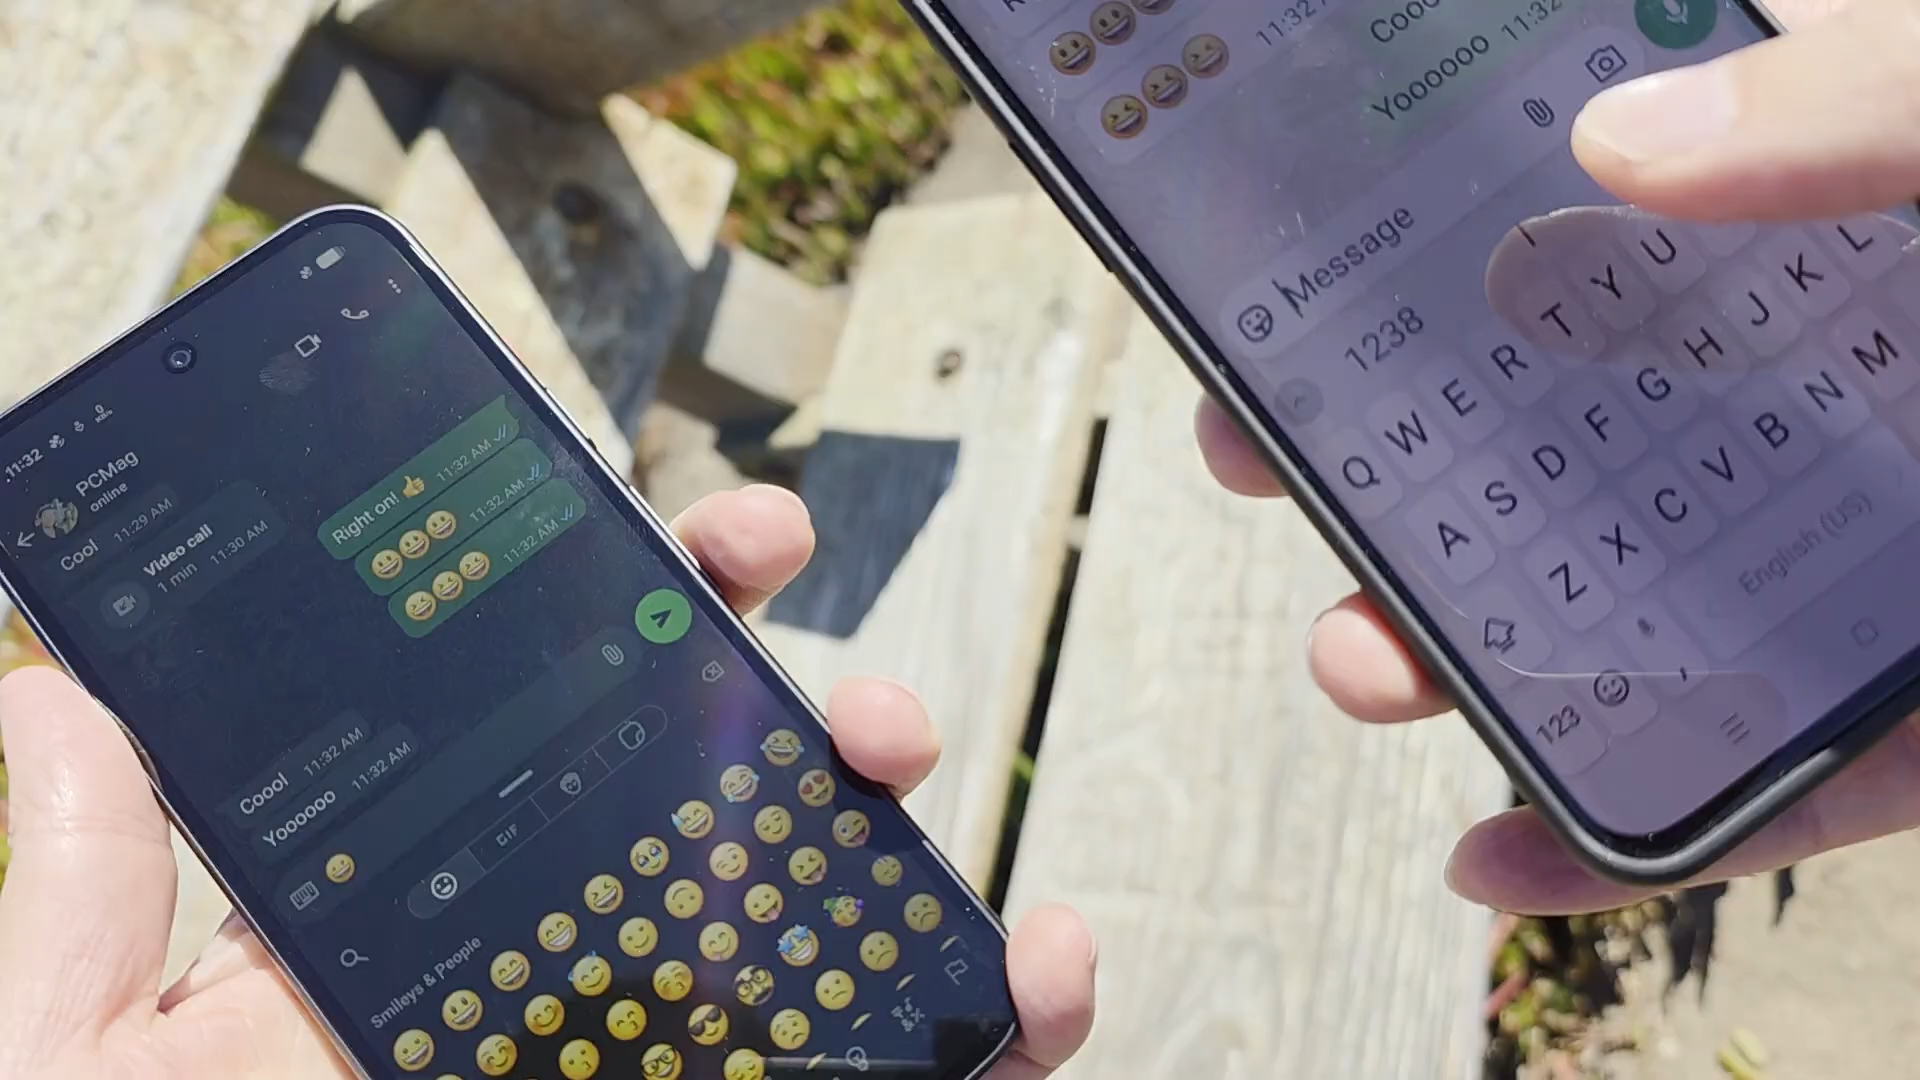 11:32
PCMag
online
Cool 11:29 AM
Video call
1 min 11:30 AM
Right on! 👍 11:32 AM
😃😃😃 11:32 AM
😆😆😆 11:32 AM
Coool 11:32 AM
Yoooooo 11:32 AM
😀
GIF
Smileys & People
😃😃
😆😆😆 11:32
Cooo
Yoooooo 11:32
Message
1238
T Y U
Q W E R
A S D F G H J K L
Z X C V B N M
123 , English (US)